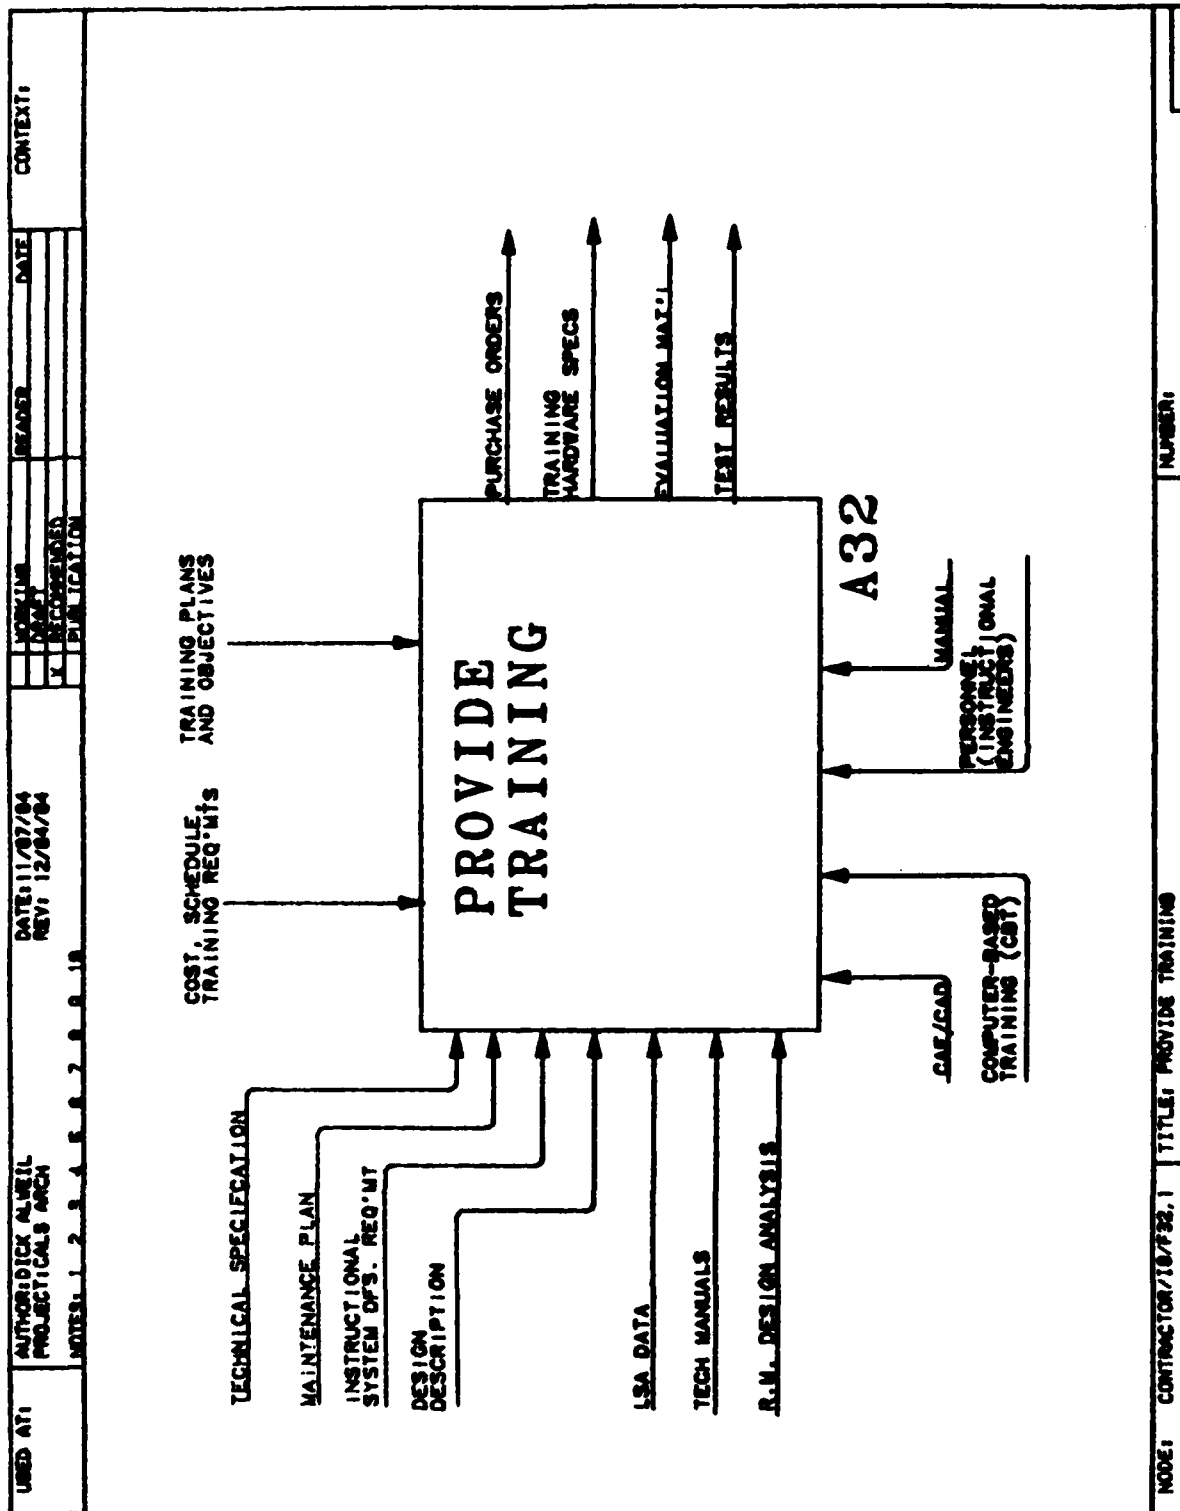 USED AT:
AUTHOR:DICK ALWEIL
PROJECT:CALS ARCH
NOTES: 1 2 3 4 5 6 7 8 9 10
DATE:11/07/84
REV: 12/04/84
WORKING
DRAFT
X RECOMMENDED
PUBLICATION
READER
DATE
CONTEXT:
COST, SCHEDULE,
TRAINING REQ'MTS
TRAINING PLANS
AND OBJECTIVES
TECHNICAL SPECIFCATION
MAINTENANCE PLAN
INSTRUCTIONAL
SYSTEM DFS. REQ'MT
DESIGN
DESCRIPTION
LSA DATA
TECH MANUALS
R.M. DESIGN ANALYSIS
PROVIDE
TRAINING
A32
PURCHASE ORDERS
TRAINING
HARDWARE SPECS
EVALUATION MAT'L
TEST RESULTS
CAE/CAD
COMPUTER-BASED
TRAINING (CBT)
MANUAL
PERSONNEL
(INSTRUCTIONAL
ENGINEERS)
NODE: CONTRACTOR/18/F32.1
TITLE: PROVIDE TRAINING
NUMBER: